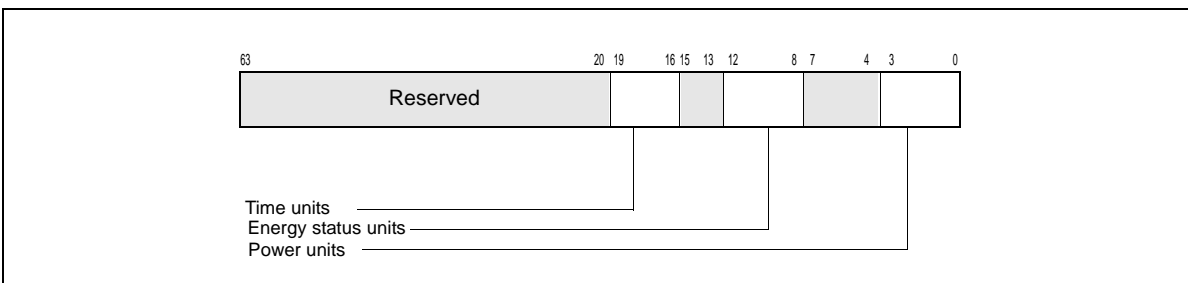 63 20 19 16 15 13 12 8 7 4 3 0
Reserved
Time units
Energy status units
Power units